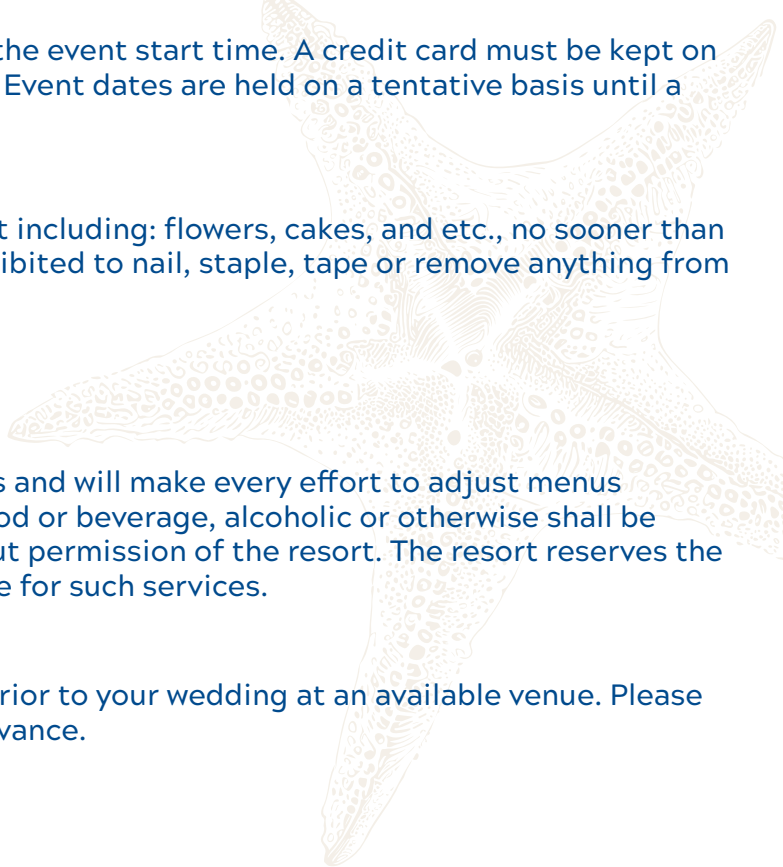 the event start time. A credit card must be kept on
Event dates are held on a tentative basis until a
t including: flowers, cakes, and etc., no sooner than
ibited to nail, staple, tape or remove anything from
s and will make every effort to adjust menus
od or beverage, alcoholic or otherwise shall be
ut permission of the resort. The resort reserves the
e for such services.
rior to your wedding at an available venue. Please
vance.